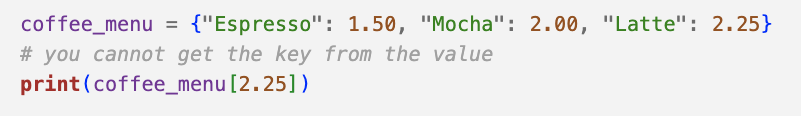 coffee_menu = {"Espresso": 1.50, "Mocha": 2.00, "Latte": 2.25}
# you cannot get the key from the value
print(coffee_menu[2.25])